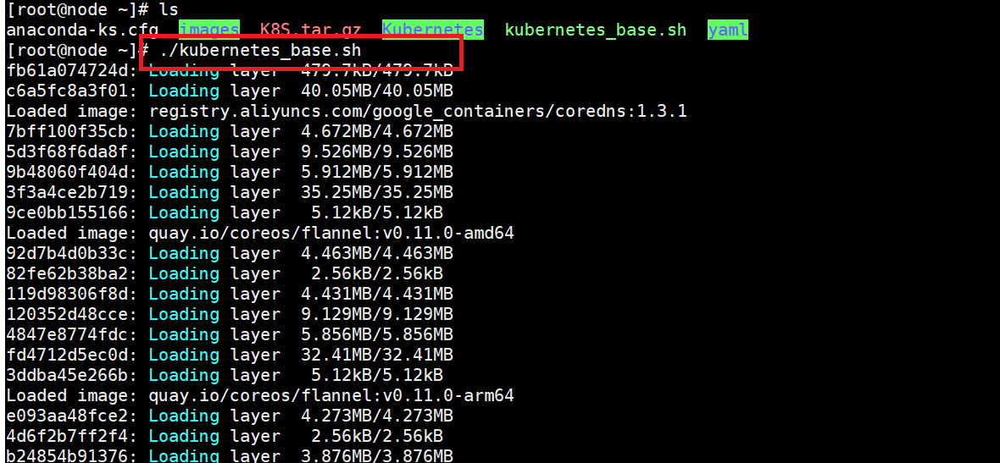 [root@node ~]# ls
anaconda-ks.cfg  images  K8S.tar.gz  Kubernetes  kubernetes_base.sh  yaml
[root@node ~]# ./kubernetes_base.sh
fb61a074724d: Loading layer  479.7kB/479.7kB
c6a5fc8a3f01: Loading layer  40.05MB/40.05MB
Loaded image: registry.aliyuncs.com/google_containers/coredns:1.3.1
7bff100f35cb: Loading layer  4.672MB/4.672MB
5d3f68f6da8f: Loading layer  9.526MB/9.526MB
9b48060f404d: Loading layer  5.912MB/5.912MB
3f3a4ce2b719: Loading layer  35.25MB/35.25MB
9ce0bb155166: Loading layer   5.12kB/5.12kB
Loaded image: quay.io/coreos/flannel:v0.11.0-amd64
92d7b4d0b33c: Loading layer  4.463MB/4.463MB
82fe62b38ba2: Loading layer   2.56kB/2.56kB
119d98306f8d: Loading layer  4.431MB/4.431MB
120352d48cce: Loading layer  9.129MB/9.129MB
4847e8774fdc: Loading layer  5.856MB/5.856MB
fd4712d5ec0d: Loading layer  32.41MB/32.41MB
3ddba45e266b: Loading layer   5.12kB/5.12kB
Loaded image: quay.io/coreos/flannel:v0.11.0-arm64
e093aa48fce2: Loading layer  4.273MB/4.273MB
4d6f2b7ff2f4: Loading layer   2.56kB/2.56kB
b24854b91376: Loading layer  3.876MB/3.876MB